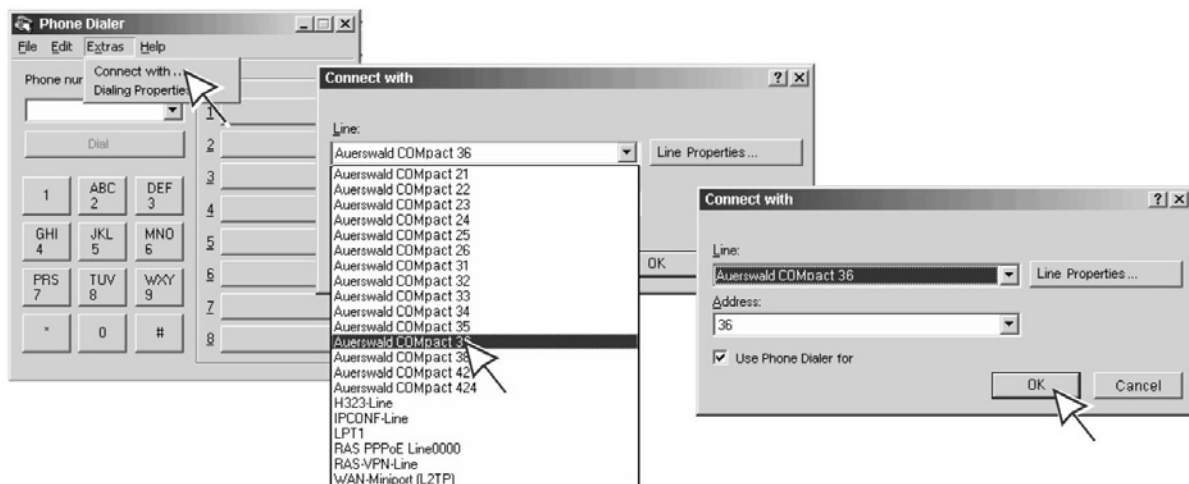 Phone Dialer
File Edit Extras Help
Phone
Connect with ...
Dialing
Dial
1
ABC
2
DEF
3
GHI
4
JKL
5
MNO
6
PRS
7
TUV
8
WXY
9
*
0
#
1
2
3
4
5
6
7
8
Connect with
Line:
Auerswald COMpact 36
Line Properties ...
Auerswald COMpact 21
Auerswald COMpact 22
Auerswald COMpact 23
Auerswald COMpact 24
Auerswald COMpact 25
Auerswald COMpact 26
Auerswald COMpact 31
Auerswald COMpact 32
Auerswald COMpact 33
Auerswald COMpact 34
Auerswald COMpact 35
Auerswald COMpact
Auerswald COMpact 38
Auerswald COMpact
Auerswald COMpact 424
H323-Line
IPCONF-Line
LPT1
RAS PPPoE Line0000
RAS-VPN-Line
WAN-Miniport (L2TP)
OK
Connect with
Line:
Auerswald COMpact 36
Line Properties ...
Address:
36
Use Phone Dialer for
OK
Cancel